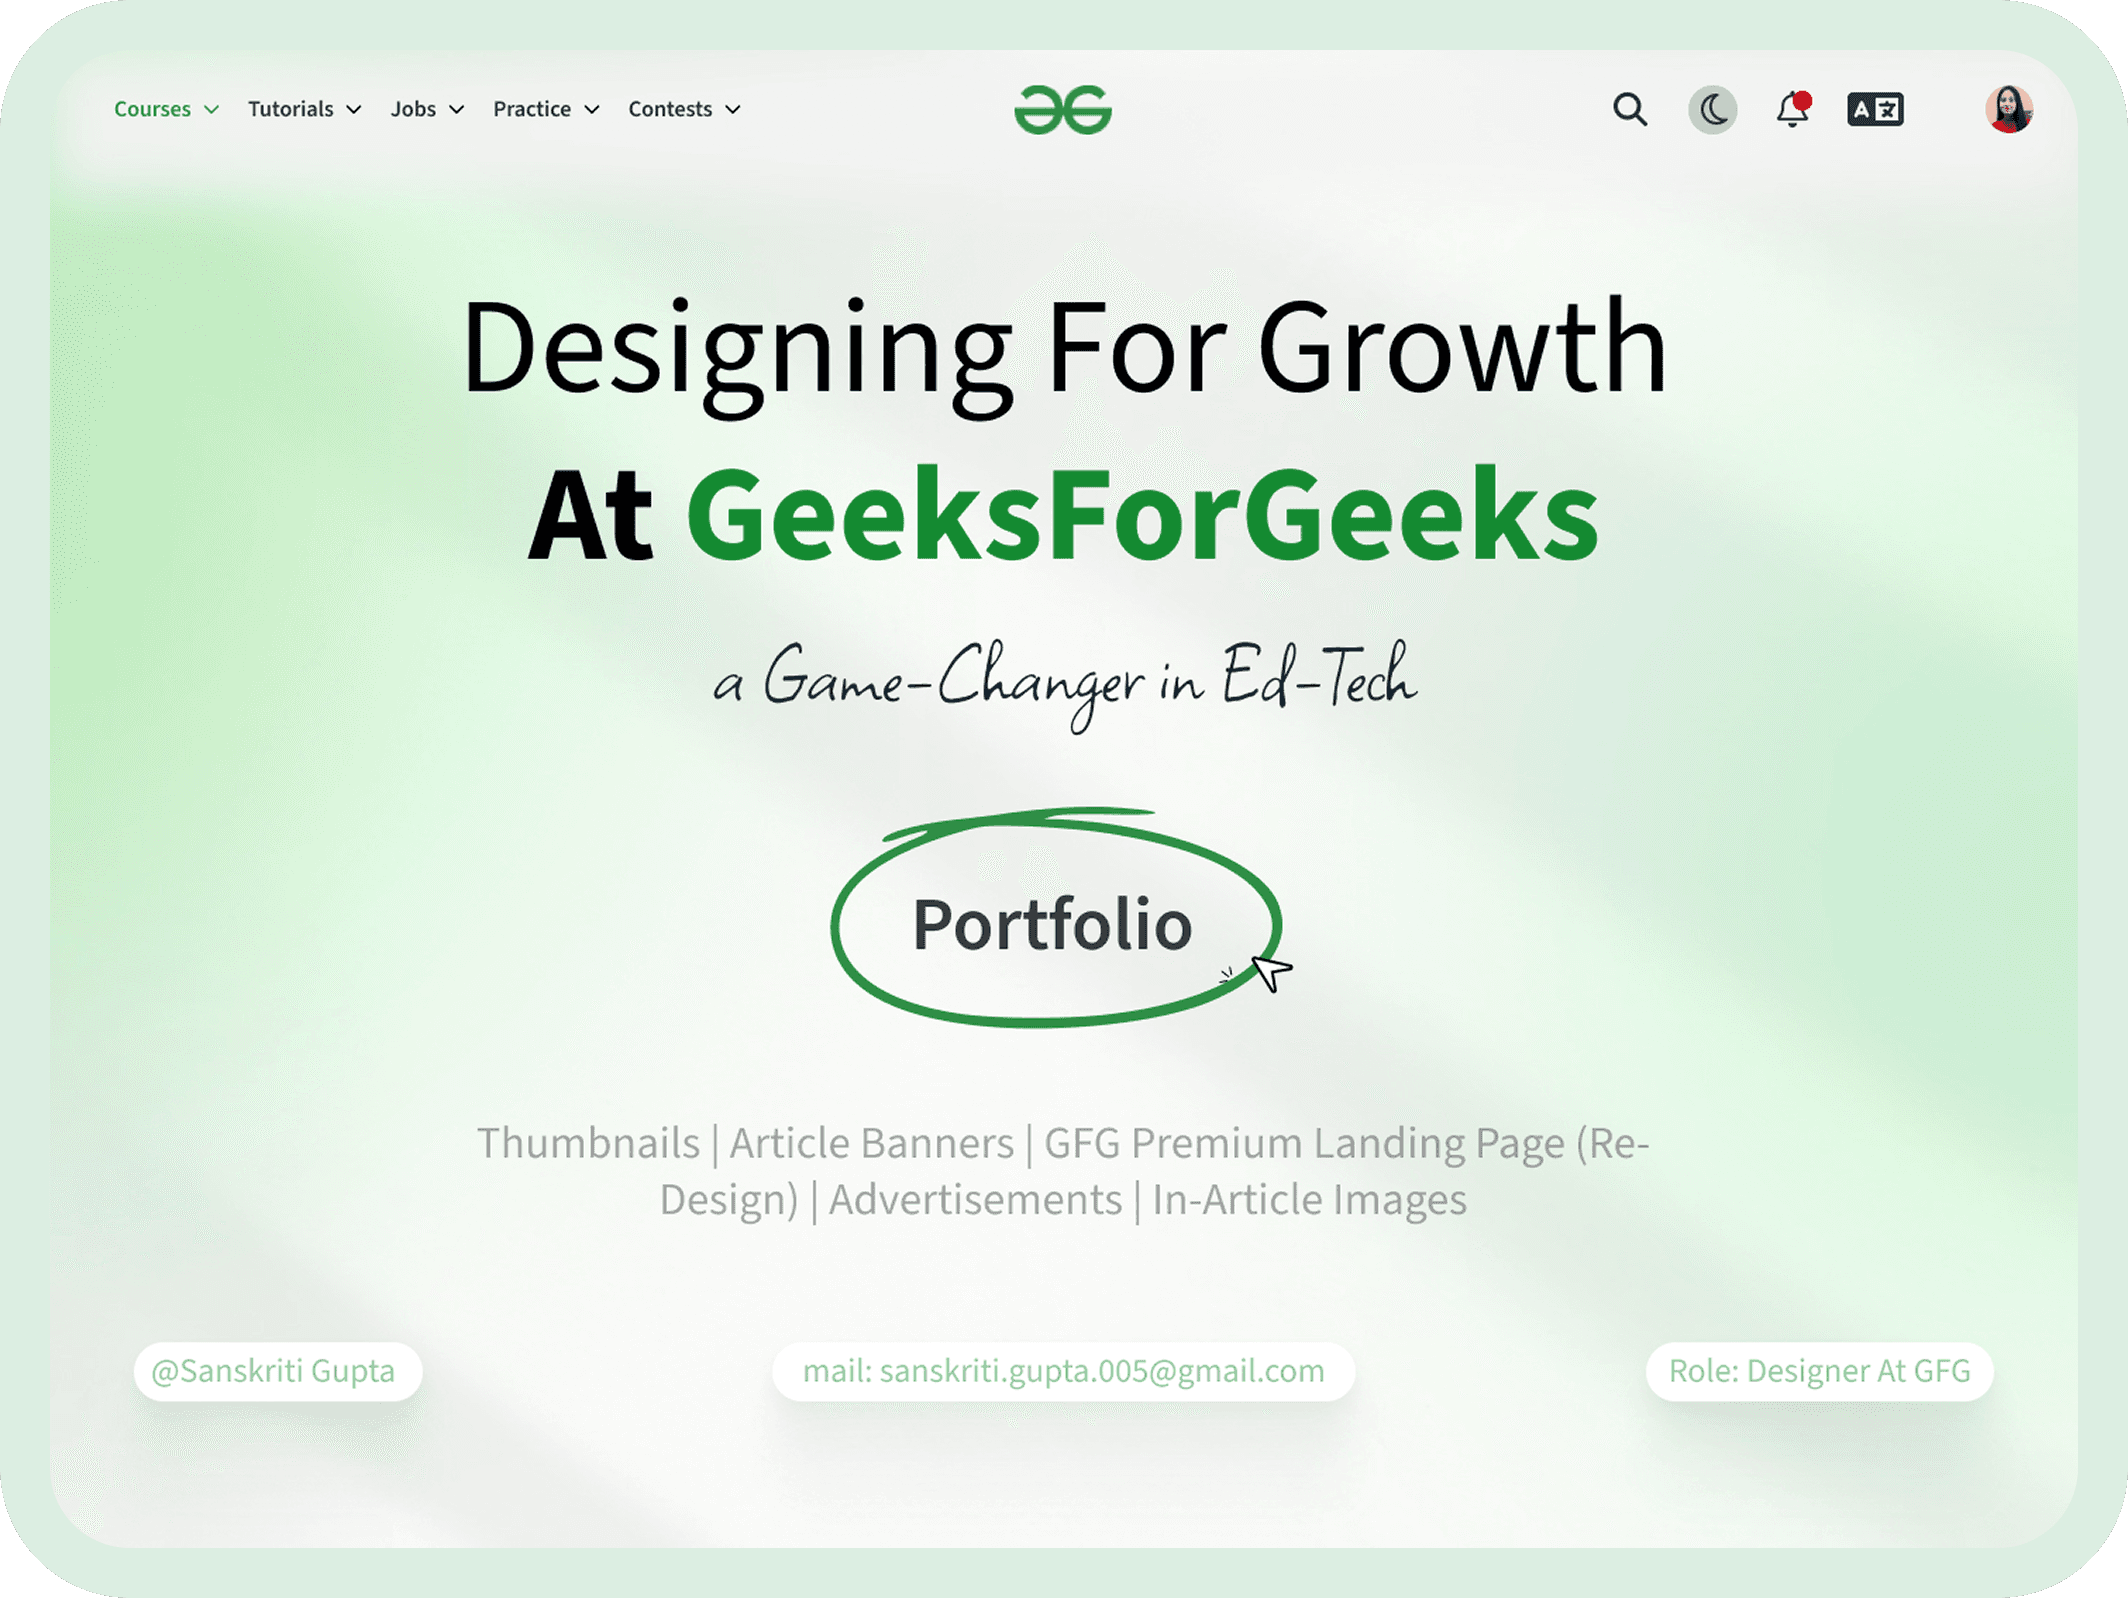 Courses Tutorials Jobs Practice Contests
A 文
Designing For Growth
At GeeksForGeeks
a Game-Changer in Ed-Tech
Portfolio
Thumbnails | Article Banners | GFG Premium Landing Page (Re-
Design) | Advertisements | In-Article Images
@Sanskriti Gupta
mail: sanskriti.gupta.005@gmail.com
Role: Designer At GFG